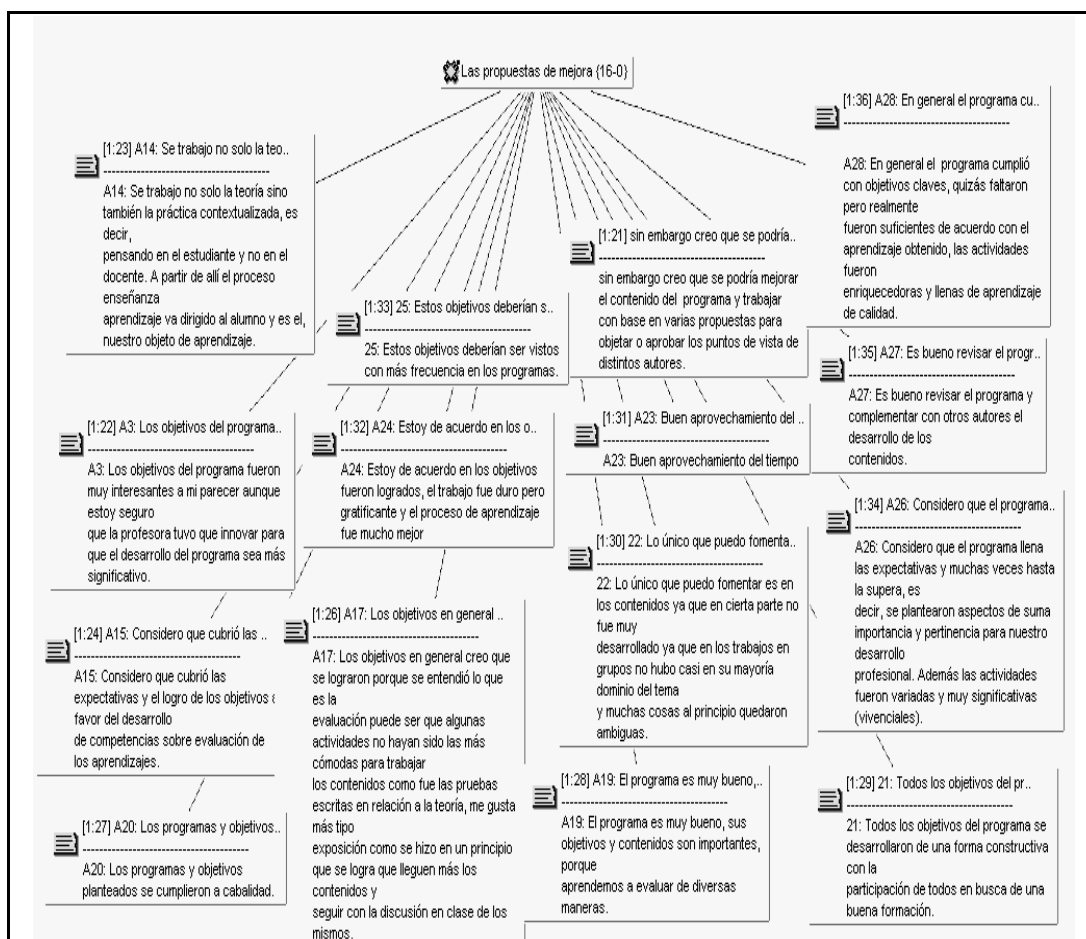 Las propuestas de mejora {16-0}
[1:23] A14: Se trabajo no solo la teo..
A14: Se trabajo no solo la teoría sino
también la práctica contextualizada, es
decir,
pensando en el estudiante y no en el
docente. A partir de allí el proceso
enseñanza
aprendizaje va dirigido al alumno y es el,
nuestro objeto de aprendizaje.
[1:36] A28: En general el programa cu..
A28: En general el programa cumplió
con objetivos claves, quizás faltaron
pero realmente
fueron suficientes de acuerdo con el
aprendizaje obtenido, las actividades
fueron
enriquecedoras y llenas de aprendizaje
de calidad.
[1:21] sin embargo creo que se podría..
sin embargo creo que se podría mejorar
el contenido del programa y trabajar
con base en varias propuestas para
objetar o aprobar los puntos de vista de
distintos autores.
[1:33] 25: Estos objetivos deberían s..
25: Estos objetivos deberían ser vistos
con más frecuencia en los programas.
[1:35] A27: Es bueno revisar el progr..
A27: Es bueno revisar el programa y
complementar con otros autores el
desarrollo de los
contenidos.
[1:22] A3: Los objetivos del programa..
A3: Los objetivos del programa fueron
muy interesantes a mi parecer aunque
estoy seguro
que la profesora tuvo que innovar para
que el desarrollo del programa sea más
significativo.
[1:32] A24: Estoy de acuerdo en los o..
A24: Estoy de acuerdo en los objetivos
fueron logrados, el trabajo fue duro pero
gratificante y el proceso de aprendizaje
fue mucho mejor
[1:31] A23: Buen aprovechamiento del ..
A23: Buen aprovechamiento del tiempo
[1:34] A26: Considero que el programa..
A26: Considero que el programa llena
las expectativas y muchas veces hasta
la supera, es
decir, se plantearon aspectos de suma
importancia y pertinencia para nuestro
desarrollo
profesional. Además las actividades
fueron variadas y muy significativas
(vivenciales).
[1:30] 22: Lo único que puedo fomenta..
22: Lo único que puedo fomentar es en
los contenidos ya que en cierta parte no
fue muy
desarrollado ya que en los trabajos en
grupos no hubo casi en su mayoría
dominio del tema
y muchas cosas al principio quedaron
ambiguas.
[1:24] A15: Considero que cubrió las ..
A15: Considero que cubrió las
expectativas y el logro de los objetivos a
favor del desarrollo
de competencias sobre evaluación de
los aprendizajes.
[1:26] A17: Los objetivos en general ..
A17: Los objetivos en general creo que
se lograron porque se entendió lo que
es la
evaluación puede ser que algunas
actividades no hayan sido las más
cómodas para trabajar
los contenidos como fue las pruebas
escritas en relación a la teoría, me gusta
más tipo
exposición como se hizo en un principio
que se logra que lleguen más los
contenidos y
seguir con la discusión en clase de los
mismos.
[1:28] A19: El programa es muy bueno,..
A19: El programa es muy bueno, sus
objetivos y contenidos son importantes,
porque
aprendemos a evaluar de diversas
maneras.
[1:29] 21: Todos los objetivos del pr..
21: Todos los objetivos del programa se
desarrollaron de una forma constructiva
con la
participación de todos en busca de una
buena formación.
[1:27] A20: Los programas y objetivos..
A20: Los programas y objetivos
planteados se cumplieron a cabalidad.